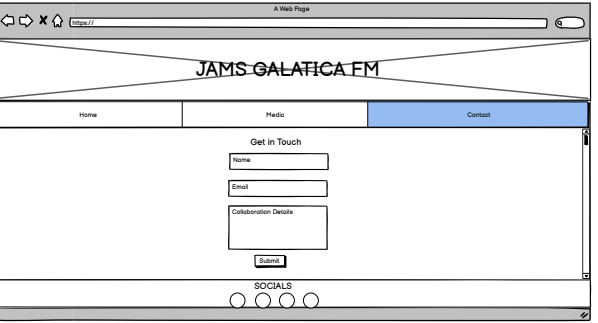 A Web Page
https://
JAMS GALATICA FM
Home
Media
Contact
Get in Touch
Name
Email
Collaboration Details
Submit
SOCIALS